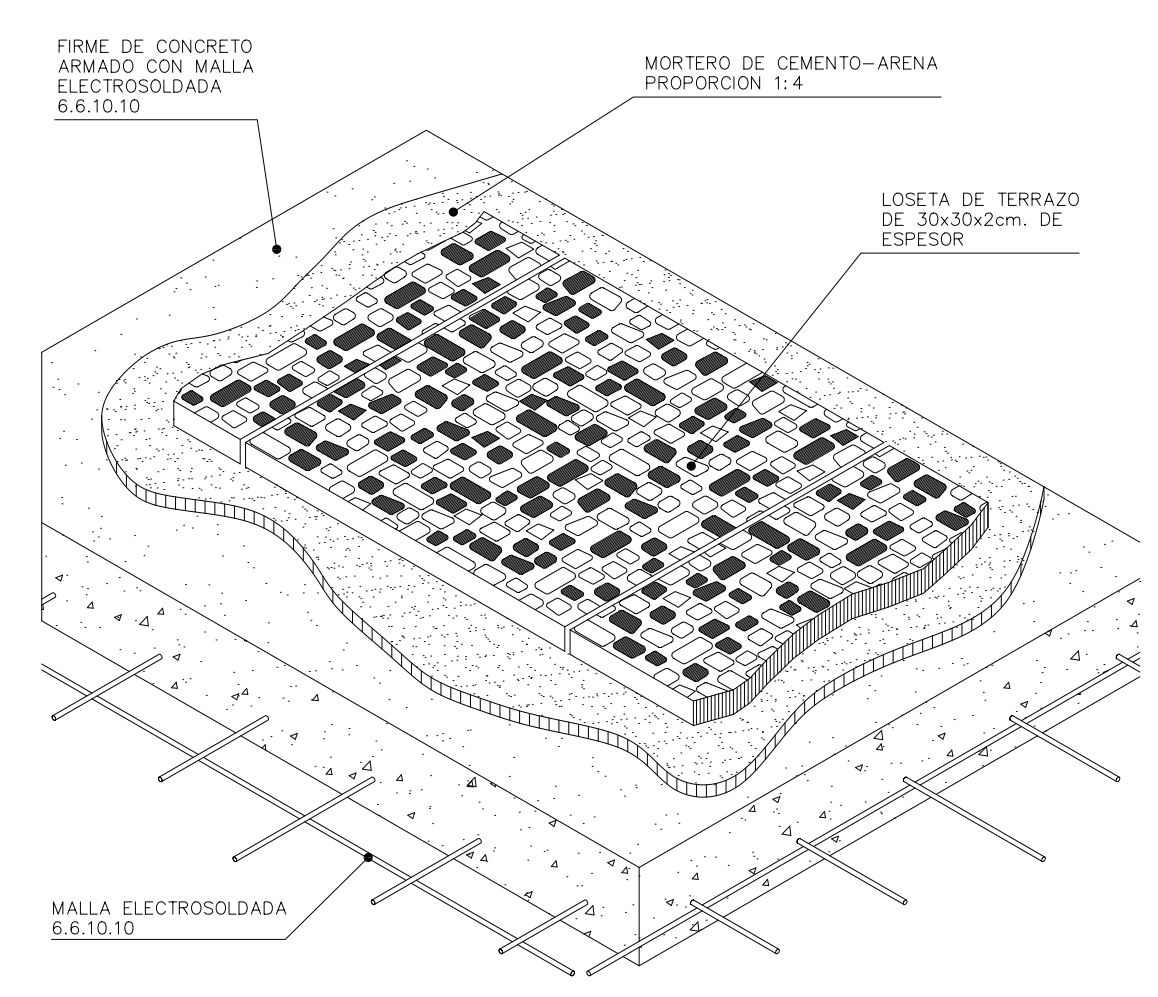 FIRME DE CONCRETO
ARMADO CON MALLA
ELECTROSOLDADA
6.6.10.10
MORTERO DE CEMENTO-ARENA
PROPORCION 1:4
LOSETA DE TERRAZO
DE 30x30x2cm. DE
ESPESOR
MALLA ELECTROSOLDADA
6.6.10.10